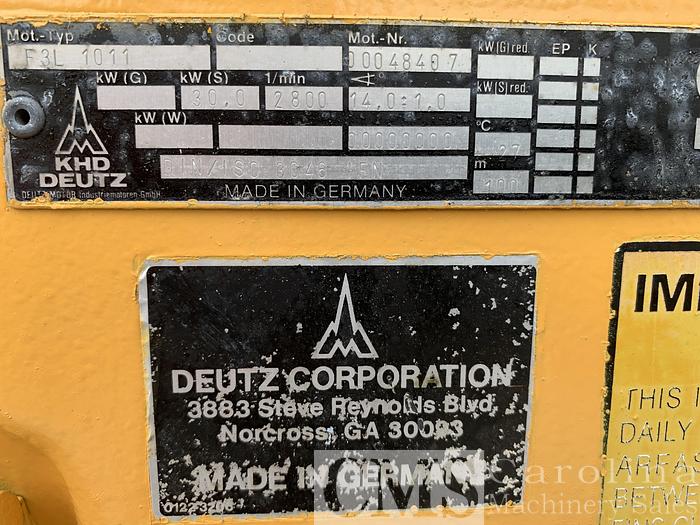 Mot.-Typ Code Mot.-Nr. kW(G)red. EP K
F3L 1011 00048407
kW (G) kW (S) 1/min kW(S)red.
30,0 2800 14,0±1,0
kW (W) °C
00000000 27
KHD DIN/ISO 3046 m
DEUTZ 100
DEUTZ MOTOR Industriemotoren GmbH MADE IN GERMANY
DEUTZ CORPORATION
3883 Steve Reynolds Blvd.
Norcross, GA 30093
MADE IN GERMANY
0122 3206
THIS
DAILY
AREAS
BETWE
CMS Carolina
Machinery Sales